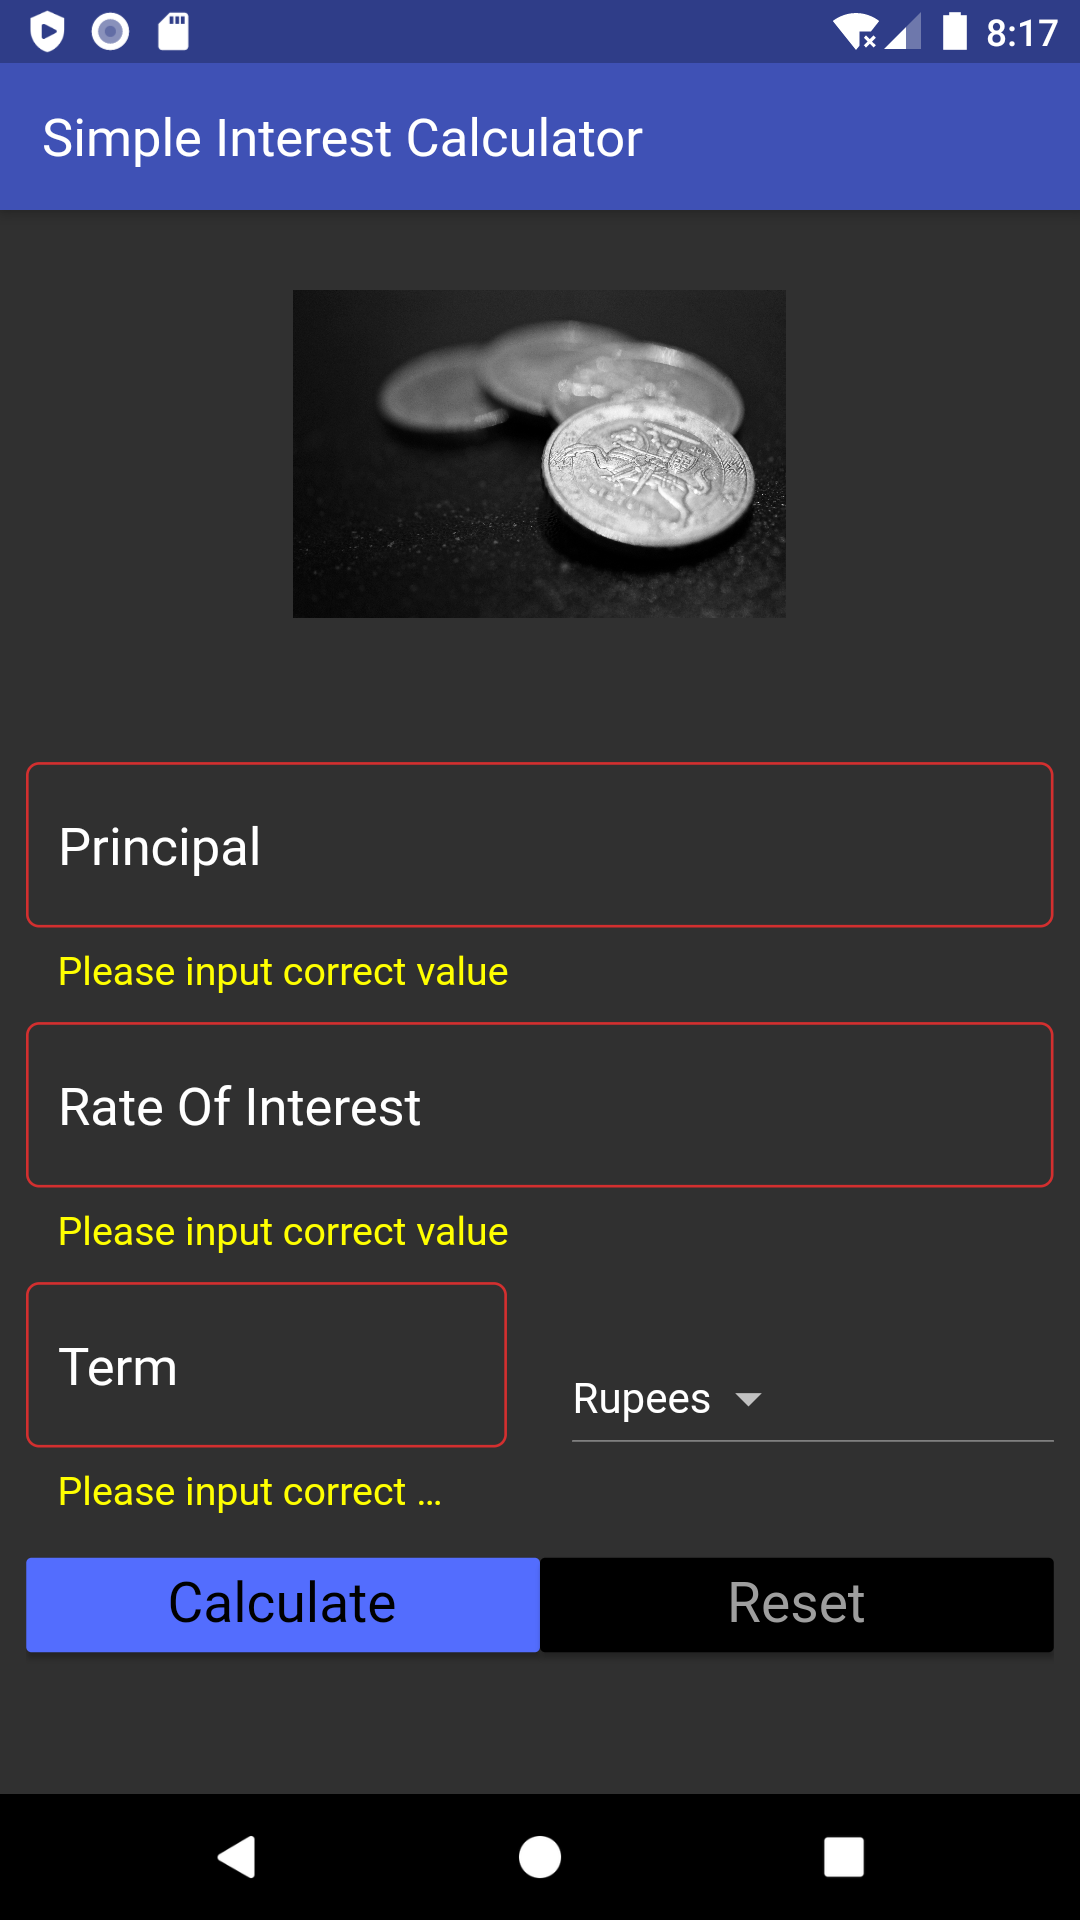 8:17
Simple Interest Calculator
Principal
Please input correct value
Rate Of Interest
Please input correct value
Term
Rupees
Please input correct ...
Calculate
Reset